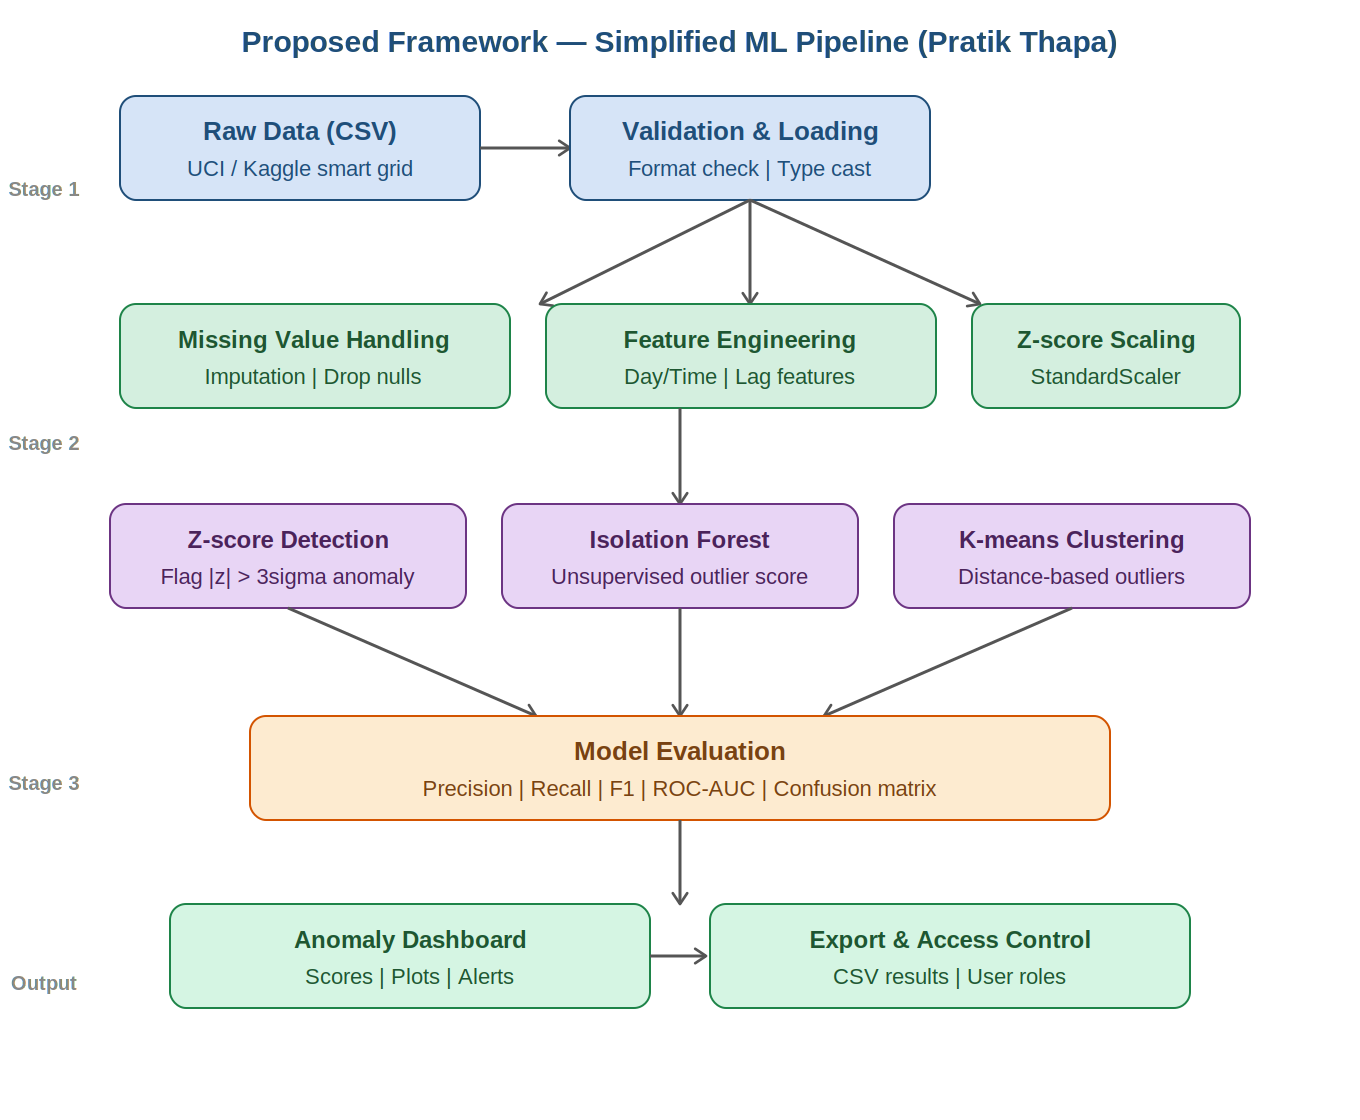 Proposed Framework — Simplified ML Pipeline (Pratik Thapa)
Raw Data (CSV)
UCI / Kaggle smart grid
Validation & Loading
Format check | Type cast
Stage 1
Missing Value Handling
Imputation | Drop nulls
Feature Engineering
Day/Time | Lag features
Z-score Scaling
StandardScaler
Stage 2
Z-score Detection
Flag |z| > 3sigma anomaly
Isolation Forest
Unsupervised outlier score
K-means Clustering
Distance-based outliers
Model Evaluation
Precision | Recall | F1 | ROC-AUC | Confusion matrix
Stage 3
Anomaly Dashboard
Scores | Plots | Alerts
Export & Access Control
CSV results | User roles
Output